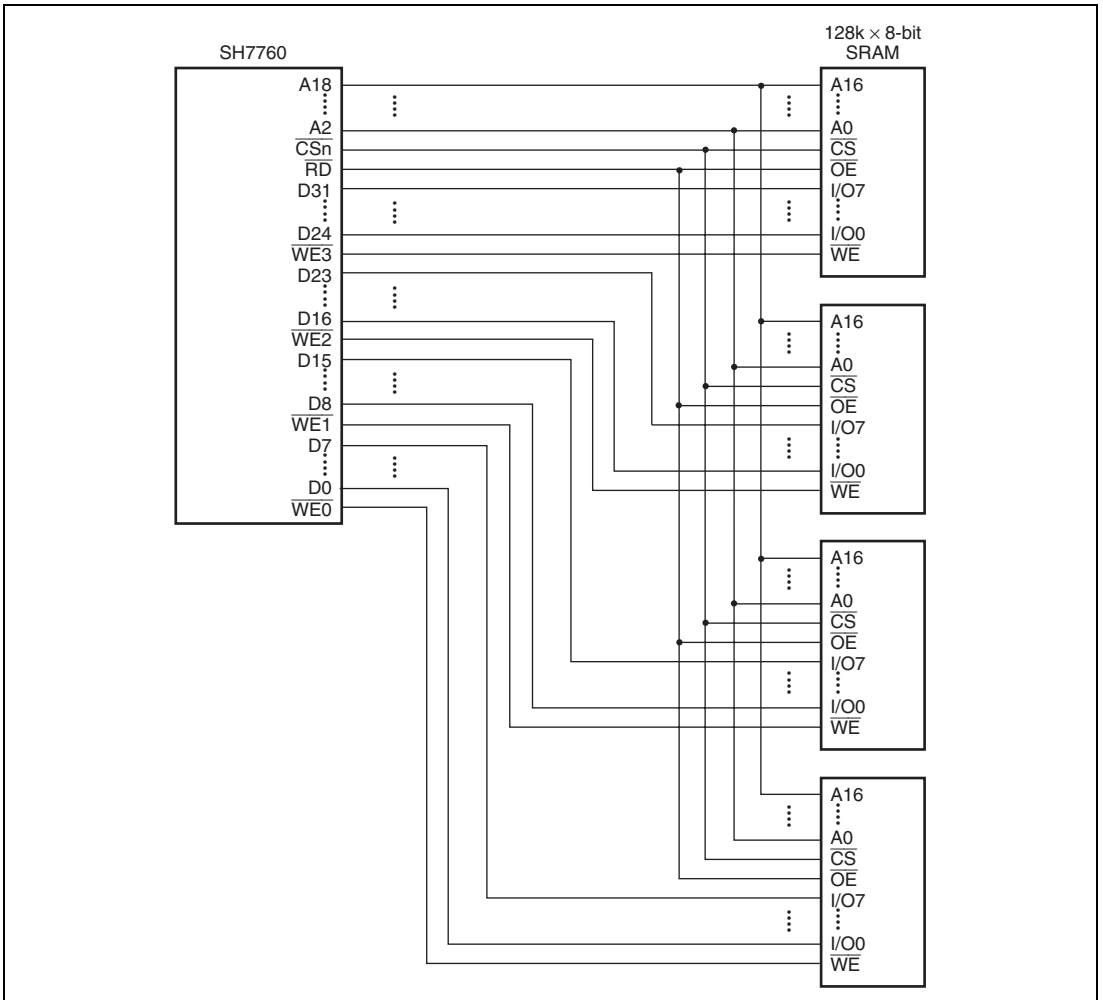 SH7760
A18
A2
CSn
RD
D31
D24
WE3
D23
D16
WE2
D15
D8
WE1
D7
D0
WE0
128k × 8-bit
SRAM
A16
A0
CS
OE
I/O7
I/O0
WE
A16
A0
CS
OE
I/O7
I/O0
WE
A16
A0
CS
OE
I/O7
I/O0
WE
A16
A0
CS
OE
I/O7
I/O0
WE